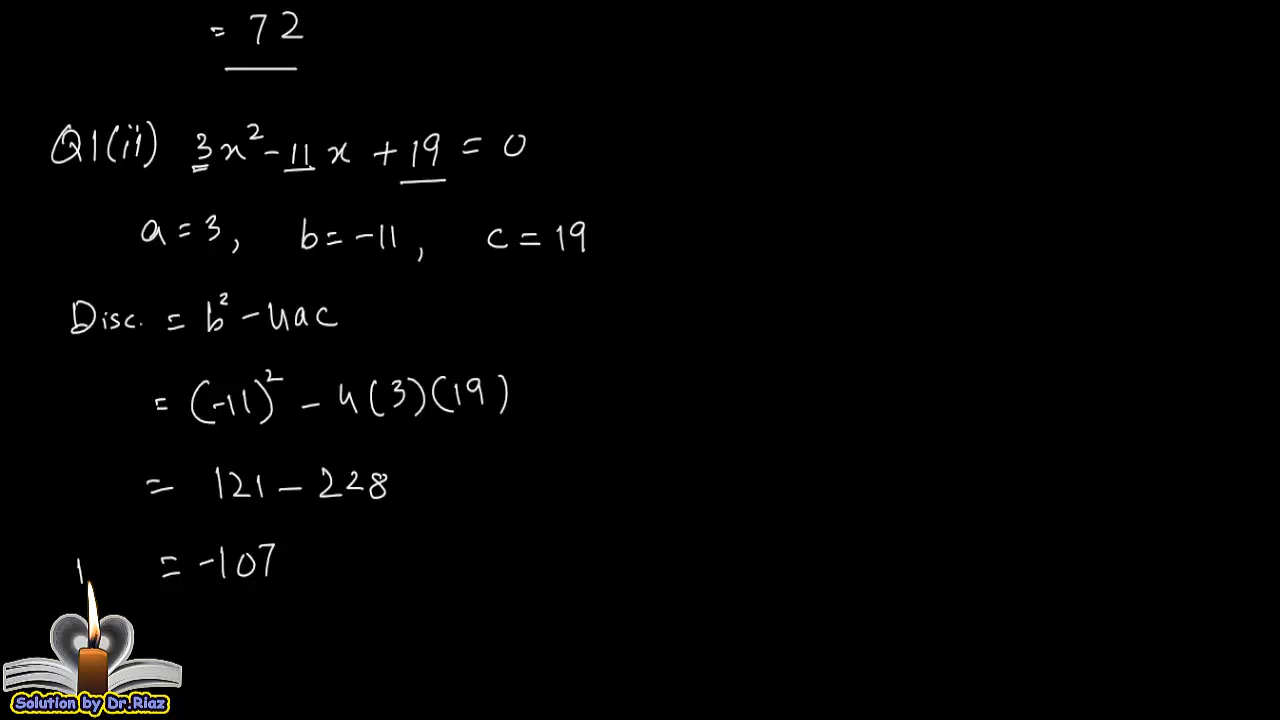 = 72
Q1(ii) 3x² - 11x + 19 = 0
a = 3, b = -11, c = 19
Disc. = b² - 4ac
= (-11)² - 4(3)(19)
= 121 - 228
= -107
Solution by Dr.Riaz